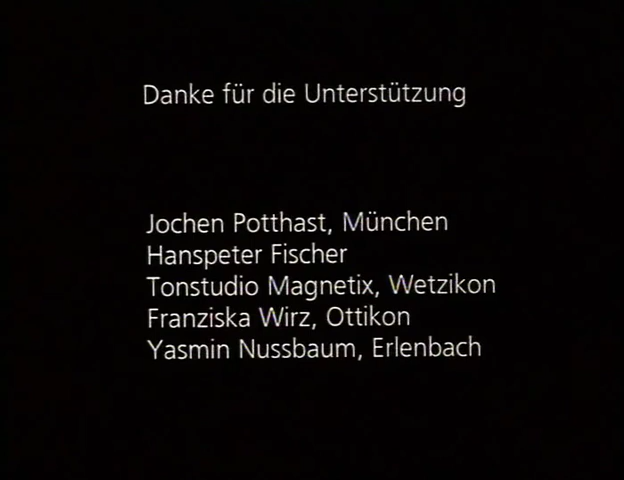 Danke für die Unterstützung
Jochen Potthast, München
Hanspeter Fischer
Tonstudio Magnetix, Wetzikon
Franziska Wirz, Ottikon
Yasmin Nussbaum, Erlenbach